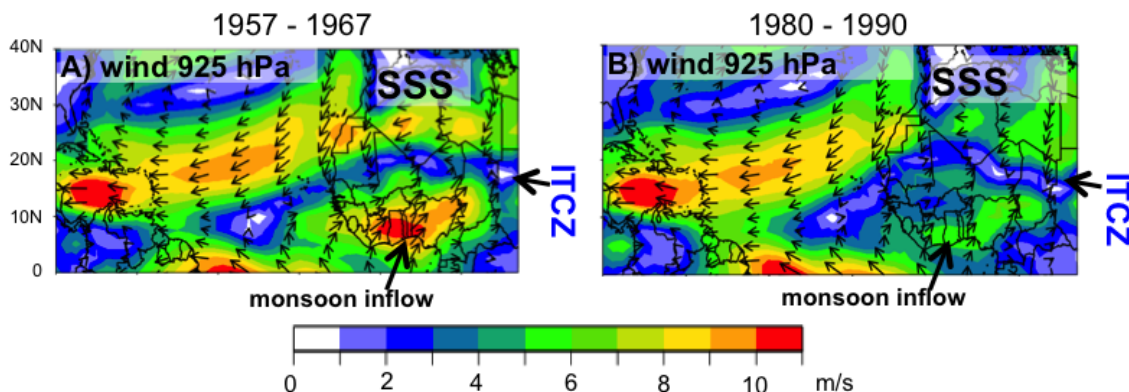 1957 - 1967
1980 - 1990
40N
30N
20N
10N
0
A) wind 925 hPa
SSS
ITCZ
monsoon inflow
B) wind 925 hPa
SSS
ITCZ
monsoon inflow
0 2 4 6 8 10 m/s